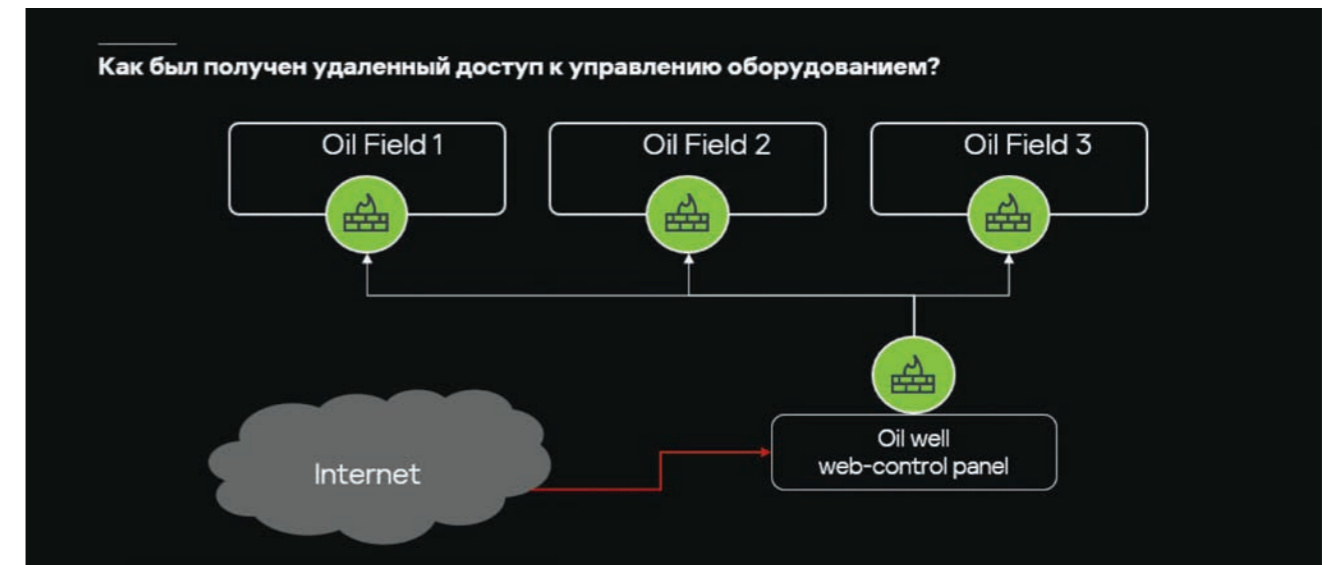 Как был получен удаленный доступ к управлению оборудованием?
Oil Field 1
Oil Field 2
Oil Field 3
Oil well
web-control panel
Internet